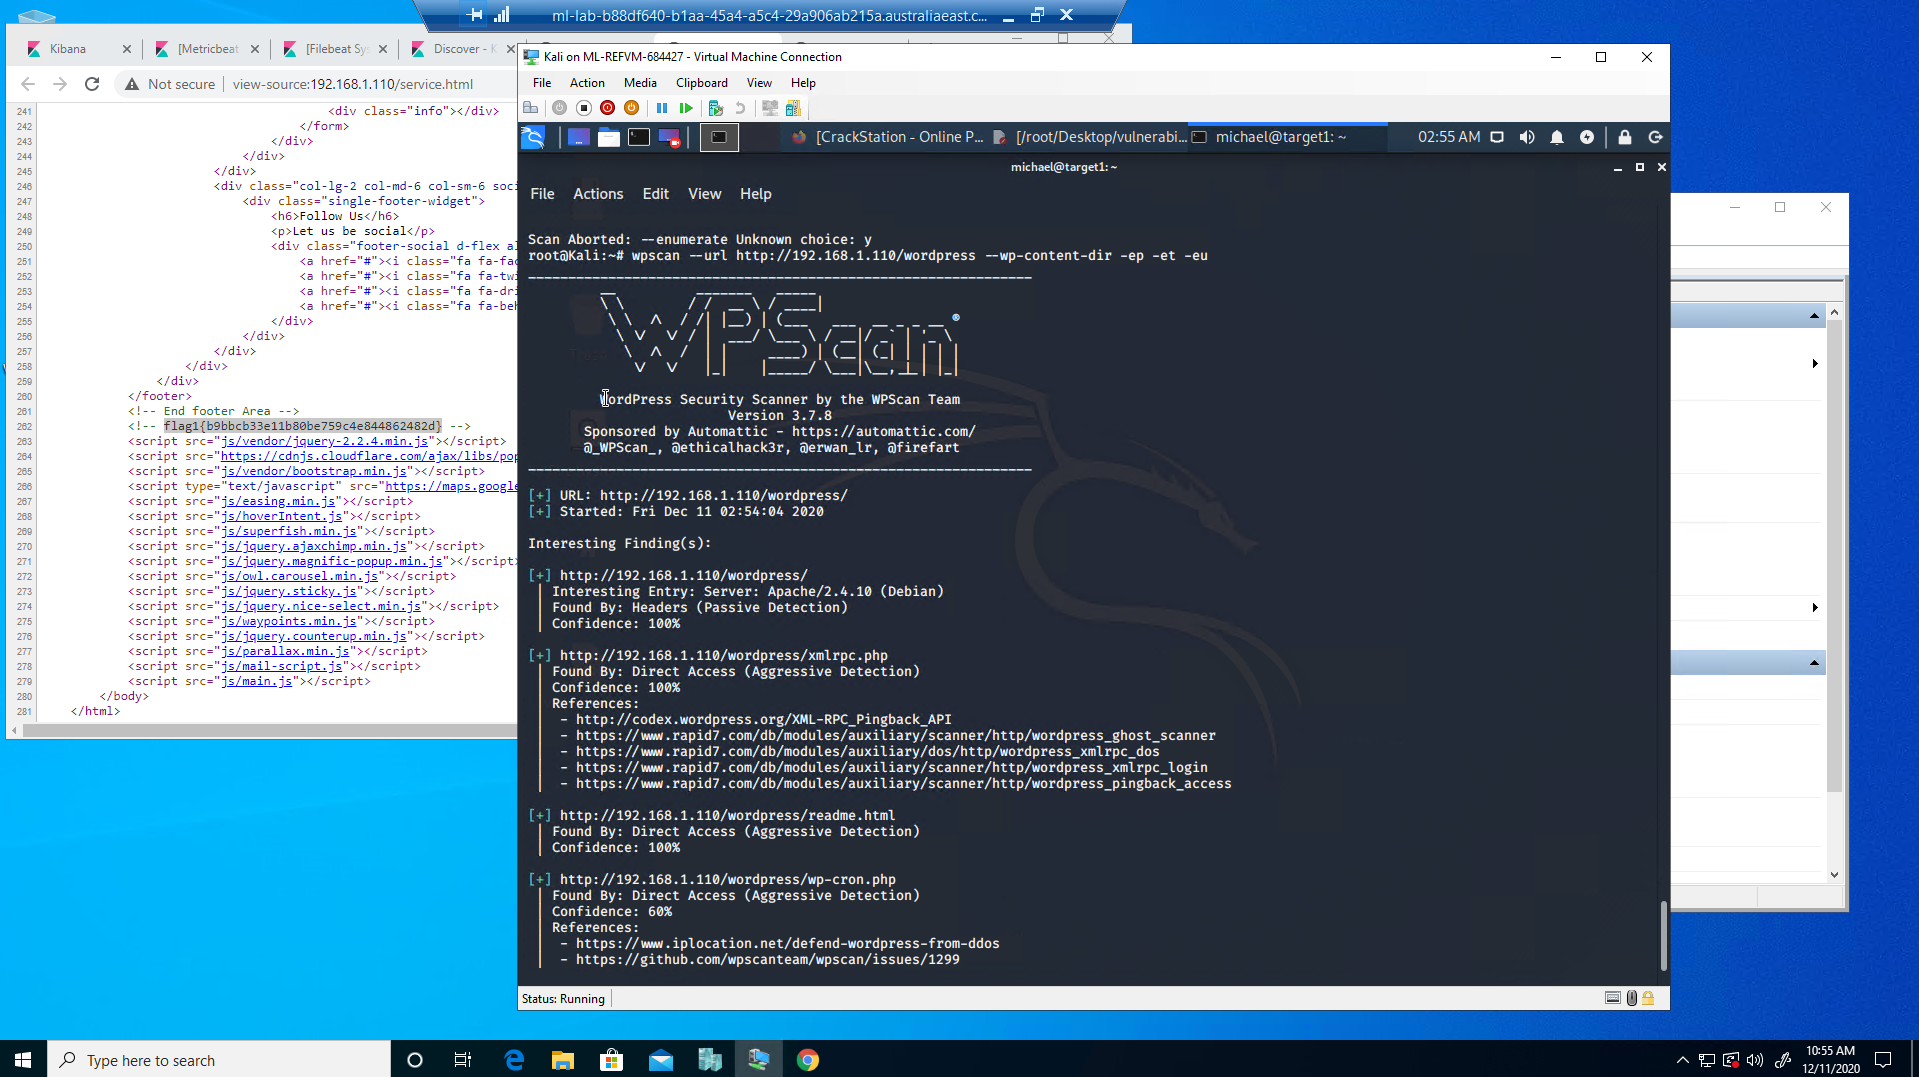 ml-lab-b88df640-b1aa-45a4-a5c4-29a906ab215a.australiaeast.c...
Kibana
[Metricbeat
[Filebeat Sy
Discover - K
Not secure
view-source:192.168.1.110/service.html
241 <div class="info"></div>
242 </form>
243 </div>
244 </div>
245 </div>
246 <div class="col-lg-2 col-md-6 col-sm-6 soci
247 <div class="single-footer-widget">
248 <h6>Follow Us</h6>
249 <p>Let us be social</p>
250 <div class="footer-social d-flex al
251 <a href="#"><i class="fa fa-fac
252 <a href="#"><i class="fa fa-twi
253 <a href="#"><i class="fa fa-dri
254 <a href="#"><i class="fa fa-beh
255 </div>
256 </div>
257 </div>
258 </div>
259 </div>
260 </footer>
261 <!-- End footer Area -->
262 <!-- flag1{b9bbcb33e11b80be759c4e844862482d} -->
263 <script src="js/vendor/jquery-2.2.4.min.js"></script>
264 <script src="https://cdnjs.cloudflare.com/ajax/libs/pop
265 <script src="js/vendor/bootstrap.min.js"></script>
266 <script type="text/javascript" src="https://maps.google
267 <script src="js/easing.min.js"></script>
268 <script src="js/hoverIntent.js"></script>
269 <script src="js/superfish.min.js"></script>
270 <script src="js/jquery.ajaxchimp.min.js"></script>
271 <script src="js/jquery.magnific-popup.min.js"></script>
272 <script src="js/owl.carousel.min.js"></script>
273 <script src="js/jquery.sticky.js"></script>
274 <script src="js/jquery.nice-select.min.js"></script>
275 <script src="js/waypoints.min.js"></script>
276 <script src="js/jquery.counterup.min.js"></script>
277 <script src="js/parallax.min.js"></script>
278 <script src="js/mail-script.js"></script>
279 <script src="js/main.js"></script>
280 </body>
281 </html>
Kali on ML-REFVM-684427 - Virtual Machine Connection
File Action Media Clipboard View Help
[CrackStation - Online P...
[/root/Desktop/vulnerabi...
michael@target1: ~
02:55 AM
michael@target1: ~
File Actions Edit View Help
Scan Aborted: --enumerate Unknown choice: y
root@Kali:~# wpscan --url http://192.168.1.110/wordpress --wp-content-dir -ep -et -eu
WPScan ®
WordPress Security Scanner by the WPScan Team
Version 3.7.8
Sponsored by Automattic - https://automattic.com/
@_WPScan_, @ethicalhack3r, @erwan_lr, @firefart
[+] URL: http://192.168.1.110/wordpress/
[+] Started: Fri Dec 11 02:54:04 2020
Interesting Finding(s):
[+] http://192.168.1.110/wordpress/
| Interesting Entry: Server: Apache/2.4.10 (Debian)
| Found By: Headers (Passive Detection)
| Confidence: 100%
[+] http://192.168.1.110/wordpress/xmlrpc.php
| Found By: Direct Access (Aggressive Detection)
| Confidence: 100%
| References:
| - http://codex.wordpress.org/XML-RPC_Pingback_API
| - https://www.rapid7.com/db/modules/auxiliary/scanner/http/wordpress_ghost_scanner
| - https://www.rapid7.com/db/modules/auxiliary/dos/http/wordpress_xmlrpc_dos
| - https://www.rapid7.com/db/modules/auxiliary/scanner/http/wordpress_xmlrpc_login
| - https://www.rapid7.com/db/modules/auxiliary/scanner/http/wordpress_pingback_access
[+] http://192.168.1.110/wordpress/readme.html
| Found By: Direct Access (Aggressive Detection)
| Confidence: 100%
[+] http://192.168.1.110/wordpress/wp-cron.php
| Found By: Direct Access (Aggressive Detection)
| Confidence: 60%
| References:
| - https://www.iplocation.net/defend-wordpress-from-ddos
| - https://github.com/wpscanteam/wpscan/issues/1299
Status: Running
Type here to search
10:55 AM
12/11/2020